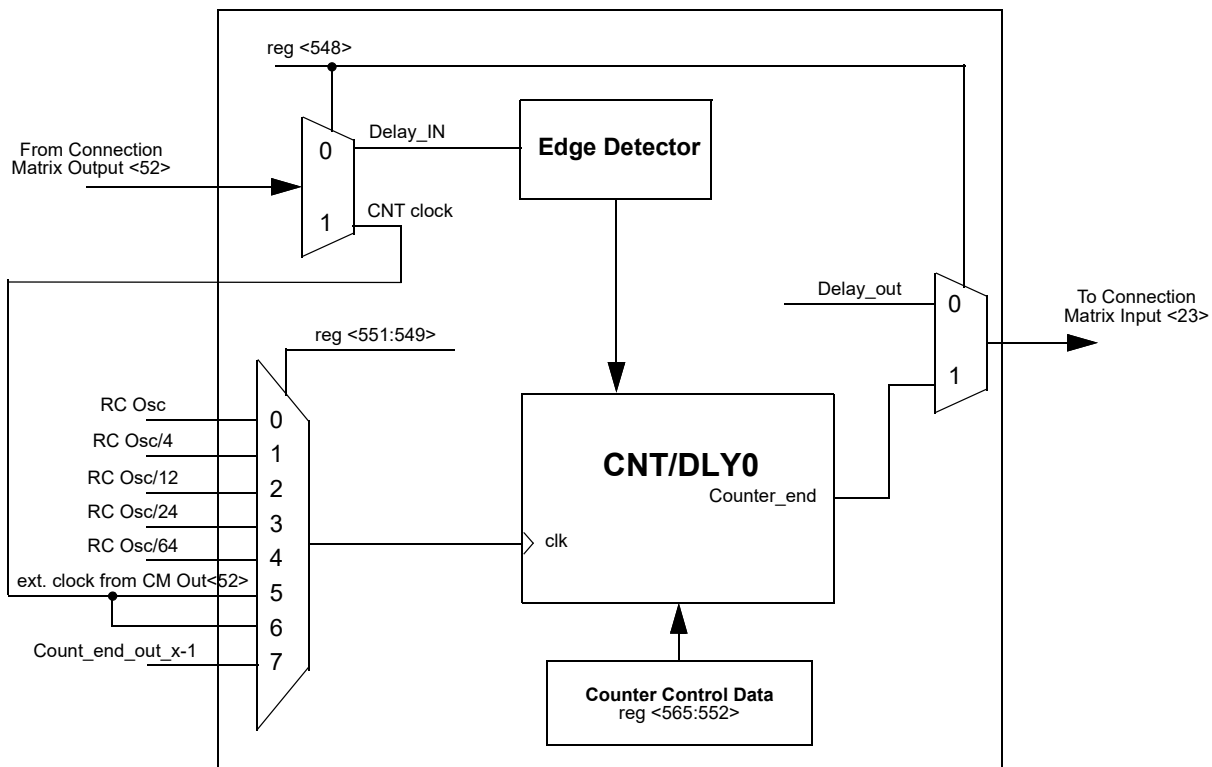 reg <548>
From Connection
Matrix Output <52>
0
1
Delay_IN
CNT clock
Edge Detector
Delay_out
0
1
To Connection
Matrix Input <23>
reg <551:549>
RC Osc
RC Osc/4
RC Osc/12
RC Osc/24
RC Osc/64
ext. clock from CM Out<52>
Count_end_out_x-1
0
1
2
3
4
5
6
7
CNT/DLY0
Counter_end
clk
Counter Control Data
reg <565:552>